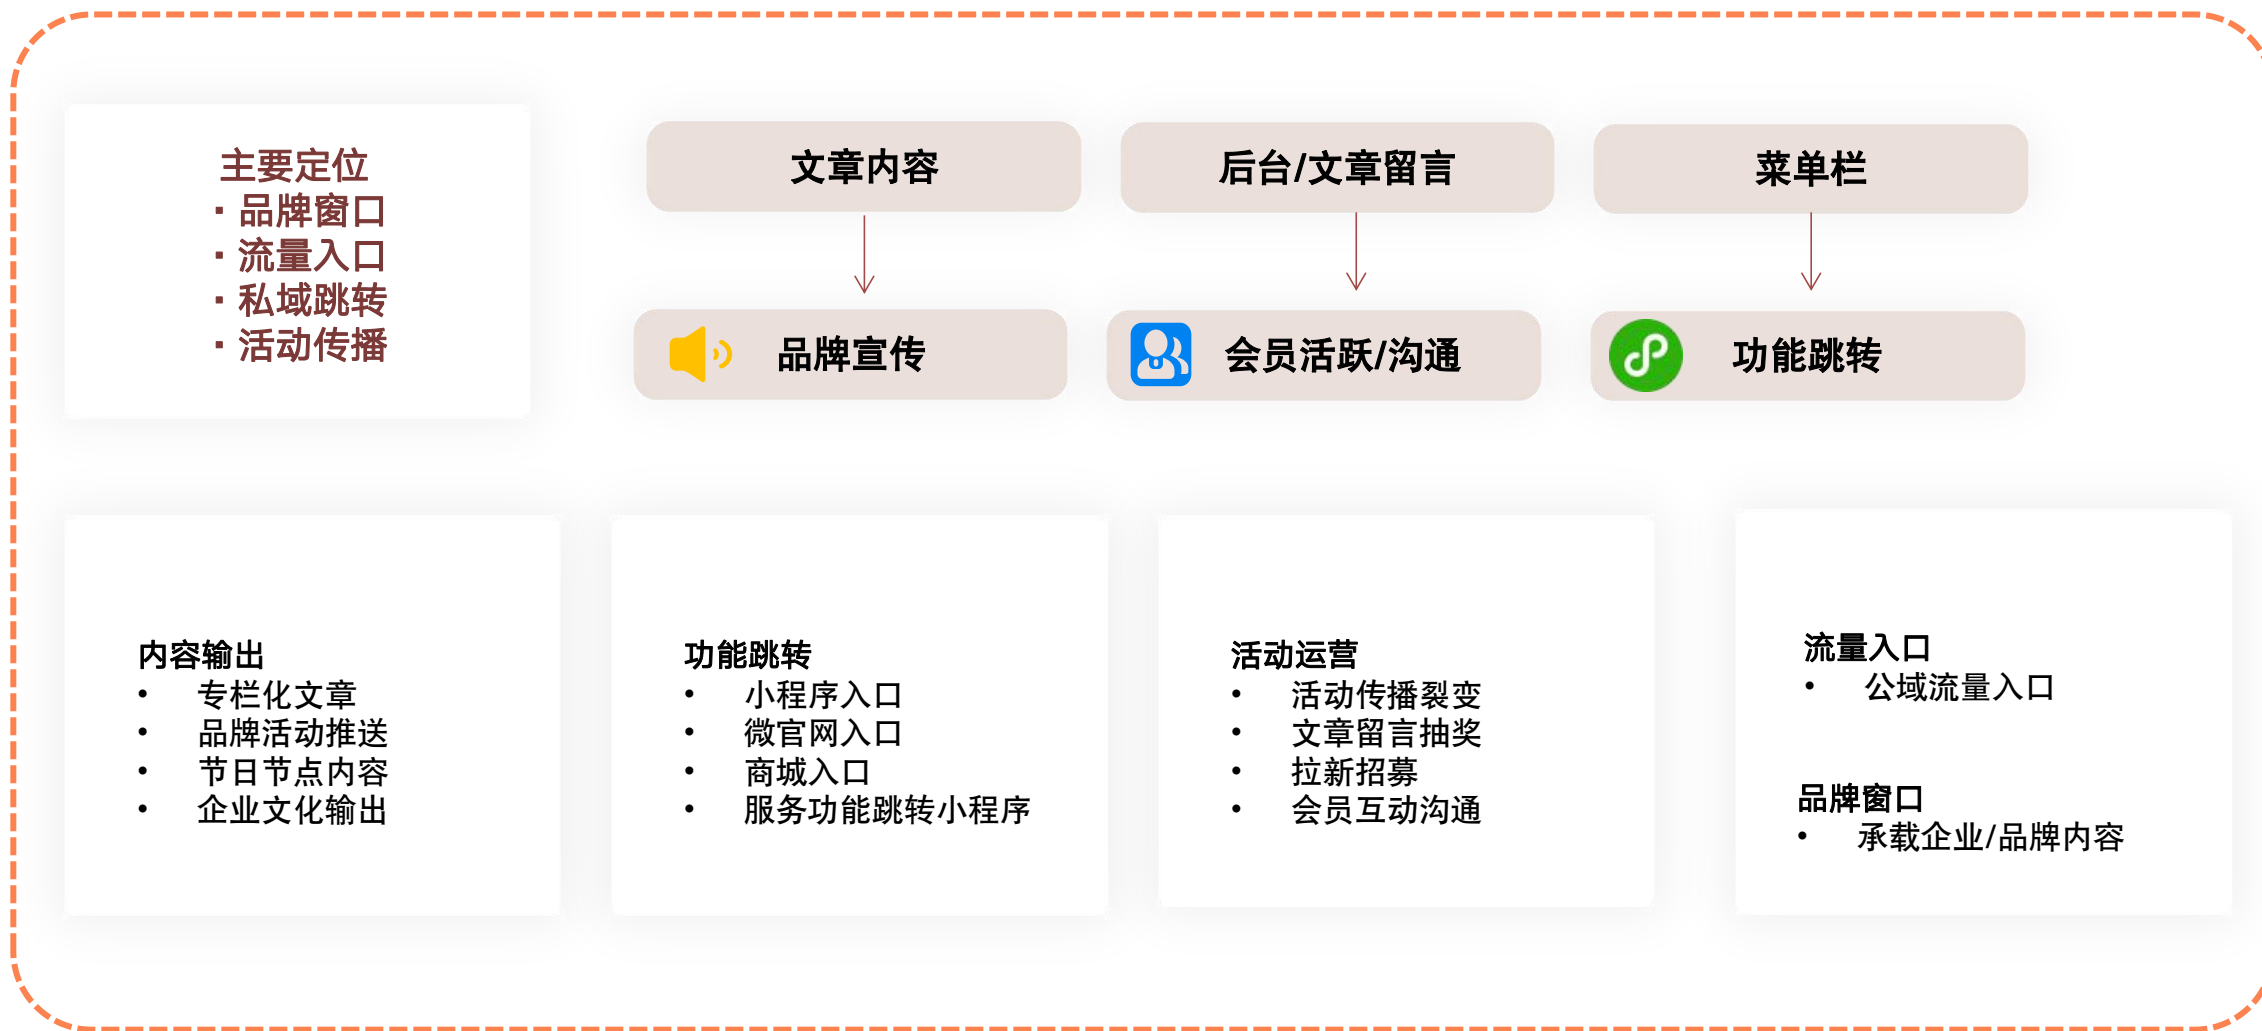 主要定位
▪ 品牌窗口
▪ 流量入口
▪ 私域跳转
▪ 活动传播
文章内容
后台/文章留言
菜单栏
品牌宣传
会员活跃/沟通
功能跳转
内容输出
• 专栏化文章
• 品牌活动推送
• 节日节点内容
• 企业文化输出
功能跳转
• 小程序入口
• 微官网入口
• 商城入口
• 服务功能跳转小程序
活动运营
• 活动传播裂变
• 文章留言抽奖
• 拉新招募
• 会员互动沟通
流量入口
• 公域流量入口
品牌窗口
• 承载企业/品牌内容